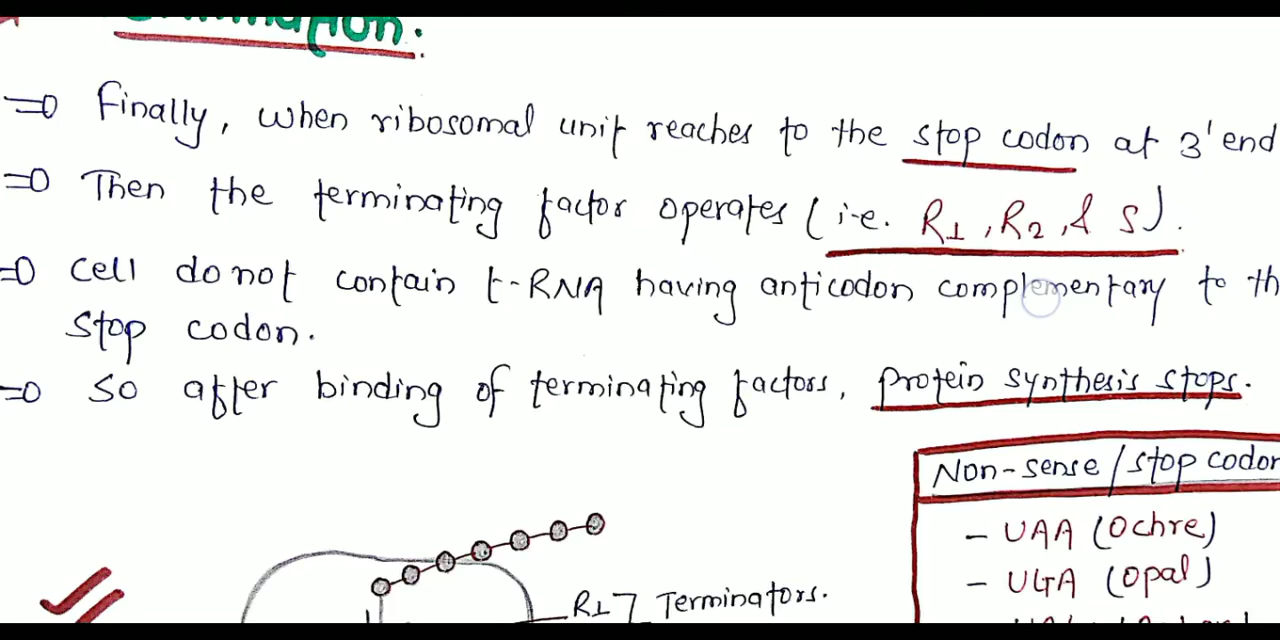 => Finally, when ribosomal unit reaches to the stop codon at 3' end
=> Then the terminating factor operates (i.e. R1, R2, & S).
=> Cell do not contain t-RNA having anticodon complementary to th
stop codon.
=> So after binding of terminating factors, protein synthesis stops.
Non-sense/stop codon
- UAA (Ochre)
- UGA (Opal)
R1 Terminators.